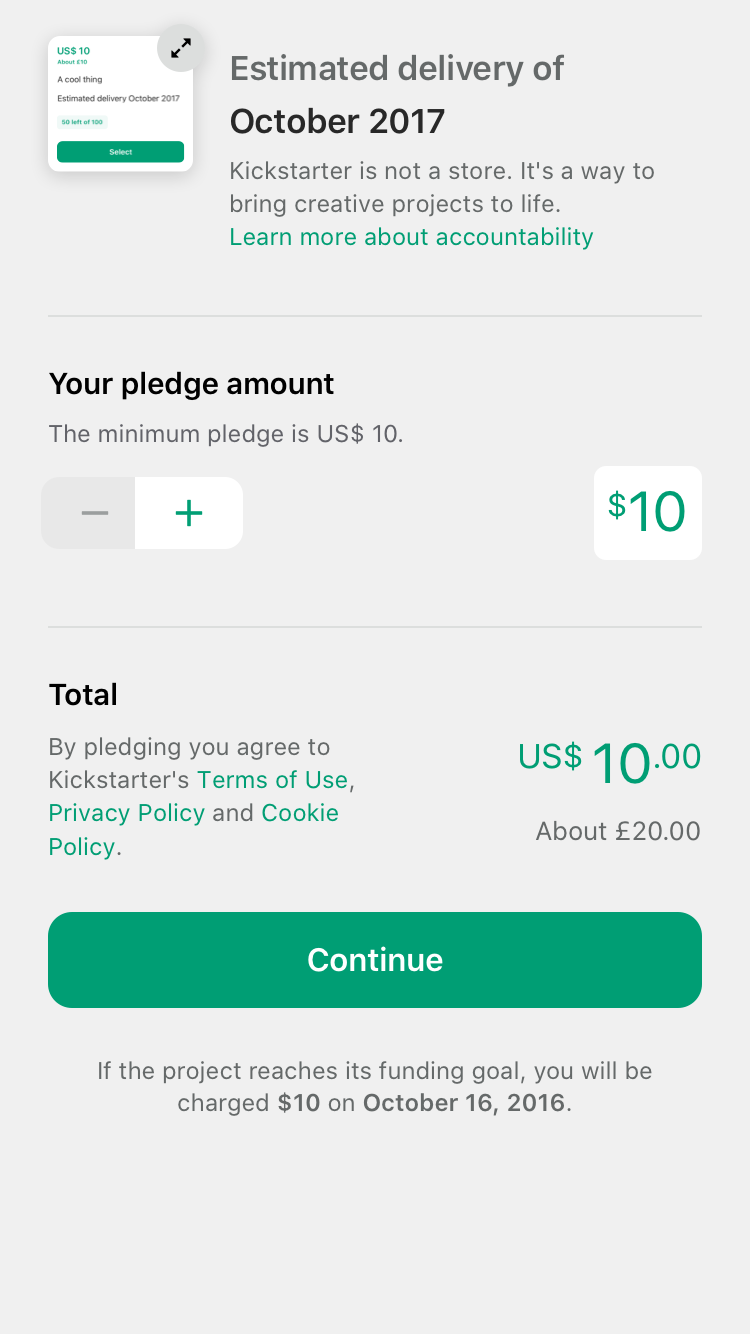 US$ 10
About £10
A cool thing
Estimated delivery October 2017
50 left of 100
Select
Estimated delivery of
October 2017
Kickstarter is not a store. It's a way to
bring creative projects to life.
Learn more about accountability
Your pledge amount
The minimum pledge is US$ 10.
− +
$10
Total
By pledging you agree to
Kickstarter's Terms of Use,
Privacy Policy and Cookie
Policy.
US$ 10.00
About £20.00
Continue
If the project reaches its funding goal, you will be
charged $10 on October 16, 2016.